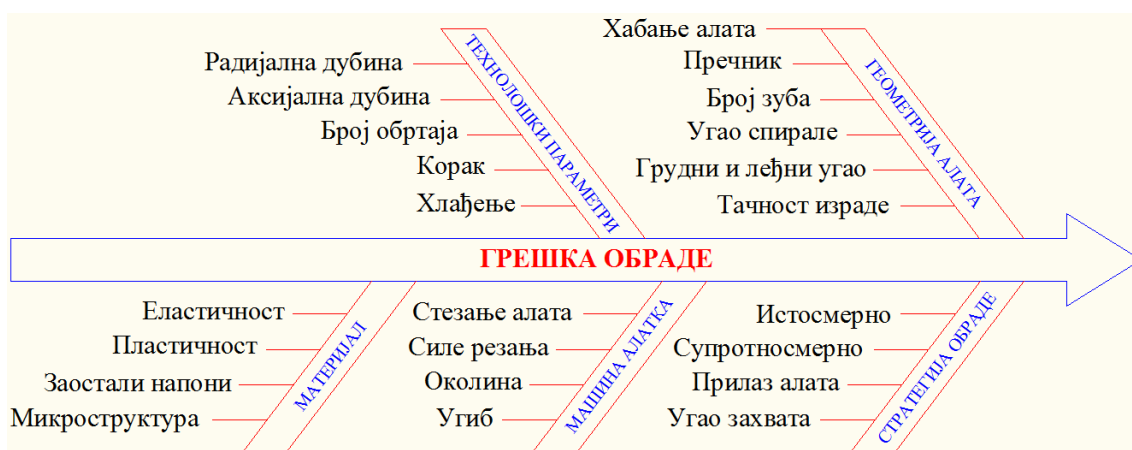 Радијална дубина
Аксијална дубина
Број обртаја
Корак
Хлађење
ТЕХНОЛОШКИ ПАРАМЕТРИ
Хабање алата
Пречник
Број зуба
Угао спирале
Грудни и леђни угао
Тачност израде
ГЕОМЕТРИЈА АЛАТА
ГРЕШКА ОБРАДЕ
Еластичност
Пластичност
Заостали напони
Микроструктура
МАТЕРИЈАЛ
Стезање алата
Силе резања
Околина
Угиб
МАШИНА АЛАТКА
Истосмерно
Супротносмерно
Прилаз алата
Угао захвата
СТРАТЕГИЈА ОБРАДЕ